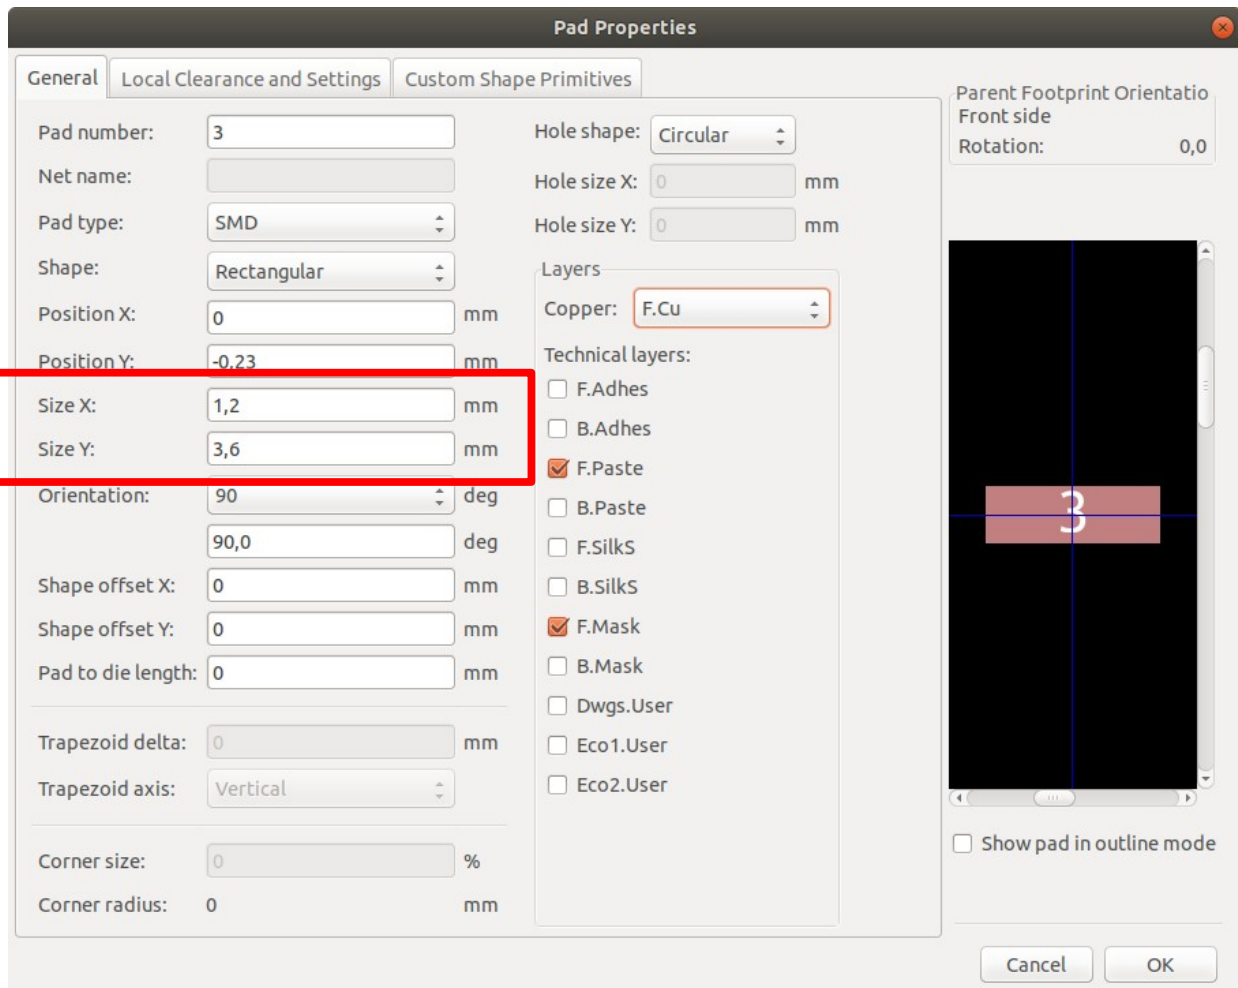 Pad Properties
General Local Clearance and Settings Custom Shape Primitives
Pad number: 3
Net name:
Pad type: SMD
Shape: Rectangular
Position X: 0 mm
Position Y: -0,23 mm
Size X: 1,2 mm
Size Y: 3,6 mm
Orientation: 90 deg
90,0 deg
Shape offset X: 0 mm
Shape offset Y: 0 mm
Pad to die length: 0 mm
Trapezoid delta: 0 mm
Trapezoid axis: Vertical
Corner size: 0 %
Corner radius: 0 mm
Hole shape: Circular
Hole size X: 0 mm
Hole size Y: 0 mm
Layers
Copper: F.Cu
Technical layers:
F.Adhes
B.Adhes
F.Paste
B.Paste
F.SilkS
B.SilkS
F.Mask
B.Mask
Dwgs.User
Eco1.User
Eco2.User
Parent Footprint Orientatio
Front side
Rotation: 0,0
3
Show pad in outline mode
Cancel OK